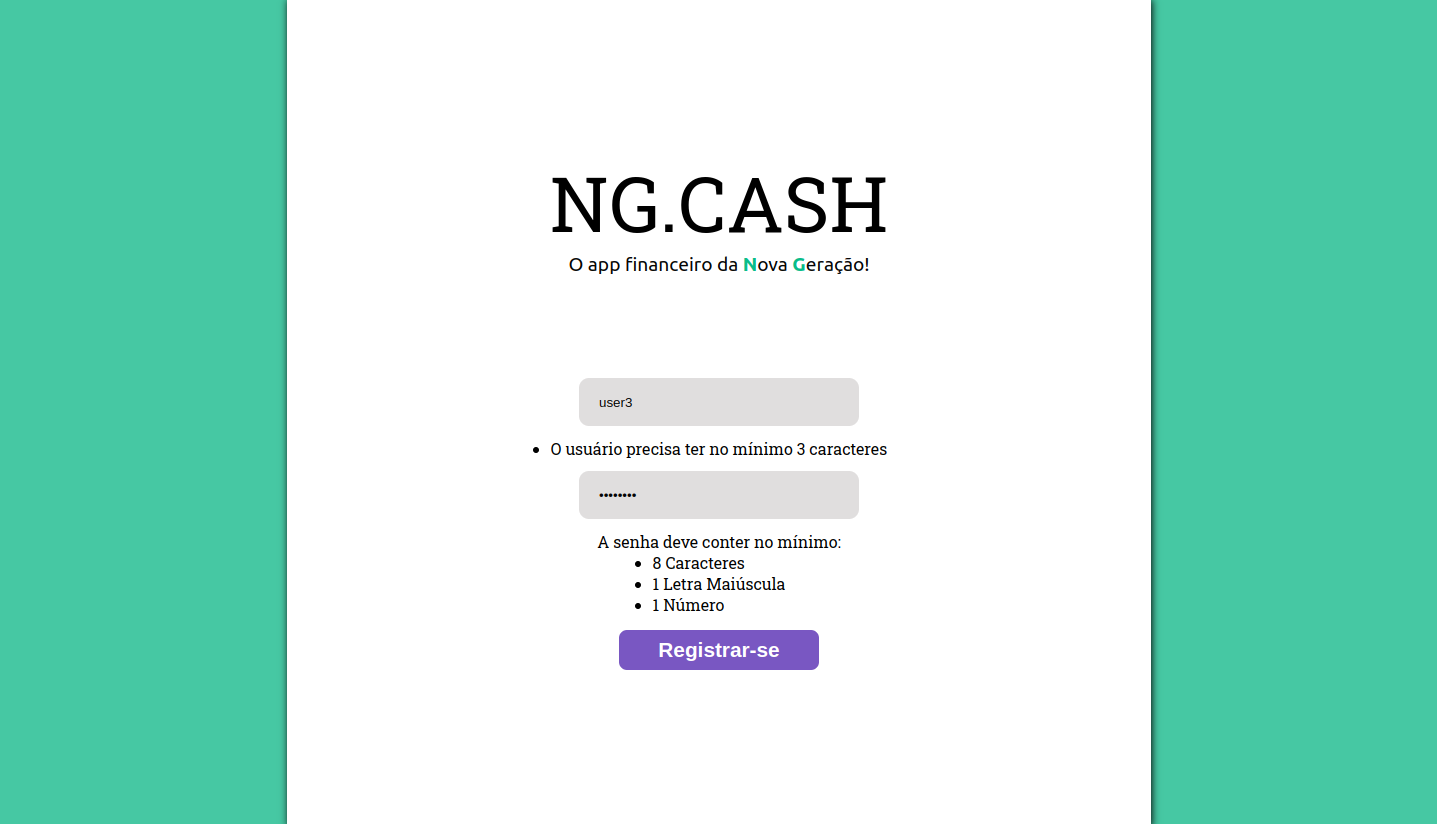 NG.CASH
O app financeiro da Nova Geração!
user3
• O usuário precisa ter no mínimo 3 caracteres
••••••••
A senha deve conter no mínimo:
• 8 Caracteres
• 1 Letra Maiúscula
• 1 Número
Registrar-se